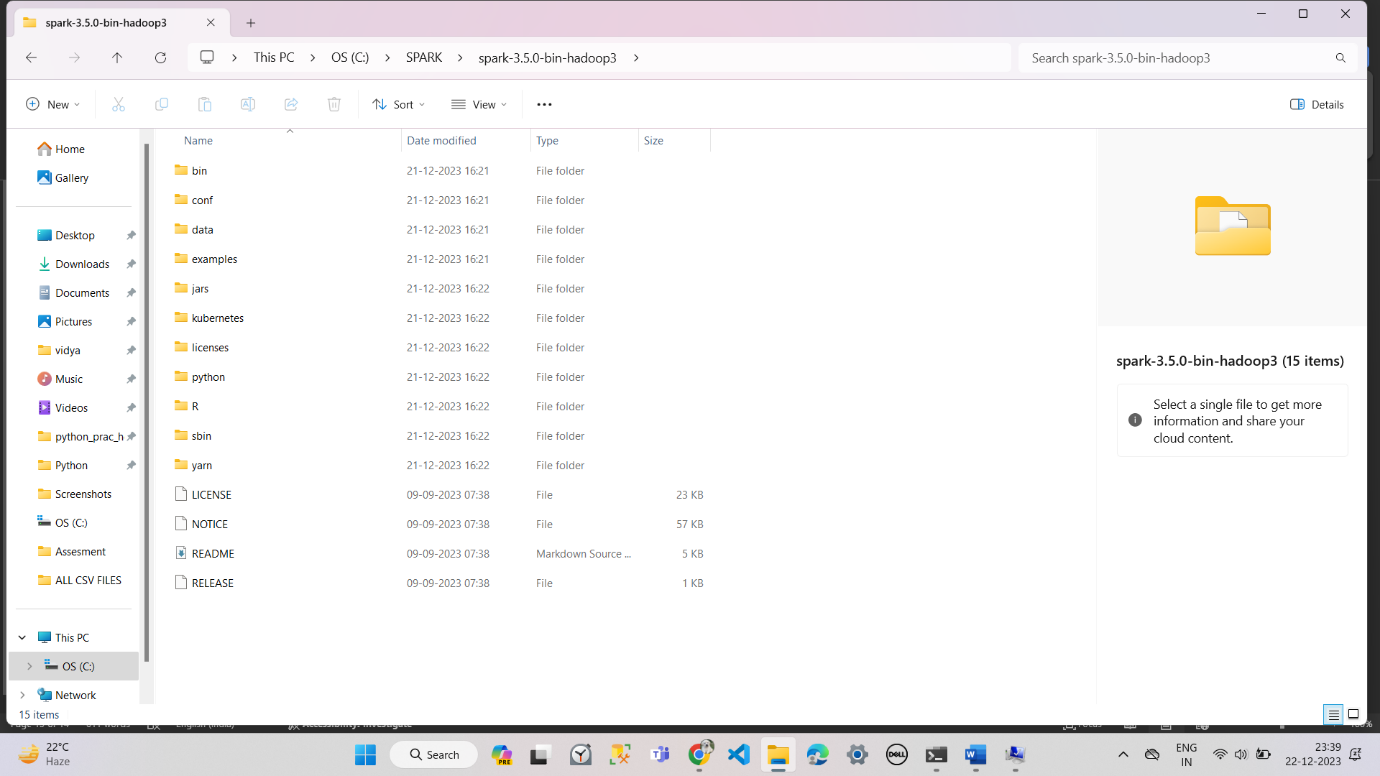 spark-3.5.0-bin-hadoop3
This PC > OS (C:) > SPARK > spark-3.5.0-bin-hadoop3 >
Search spark-3.5.0-bin-hadoop3
New
Sort
View
Details
Home
Gallery
Desktop
Downloads
Documents
Pictures
vidya
Music
Videos
python_prac_h
Python
Screenshots
OS (C:)
Assesment
ALL CSV FILES
This PC
OS (C:)
Network
Name Date modified Type Size
bin 21-12-2023 16:21 File folder
conf 21-12-2023 16:21 File folder
data 21-12-2023 16:21 File folder
examples 21-12-2023 16:21 File folder
jars 21-12-2023 16:22 File folder
kubernetes 21-12-2023 16:22 File folder
licenses 21-12-2023 16:22 File folder
python 21-12-2023 16:22 File folder
R 21-12-2023 16:22 File folder
sbin 21-12-2023 16:22 File folder
yarn 21-12-2023 16:22 File folder
LICENSE 09-09-2023 07:38 File 23 KB
NOTICE 09-09-2023 07:38 File 57 KB
README 09-09-2023 07:38 Markdown Source ... 5 KB
RELEASE 09-09-2023 07:38 File 1 KB
spark-3.5.0-bin-hadoop3 (15 items)
Select a single file to get more
information and share your
cloud content.
15 items
22°C
Haze
Search
PRE
DELL
ENG
IN
23:39
22-12-2023